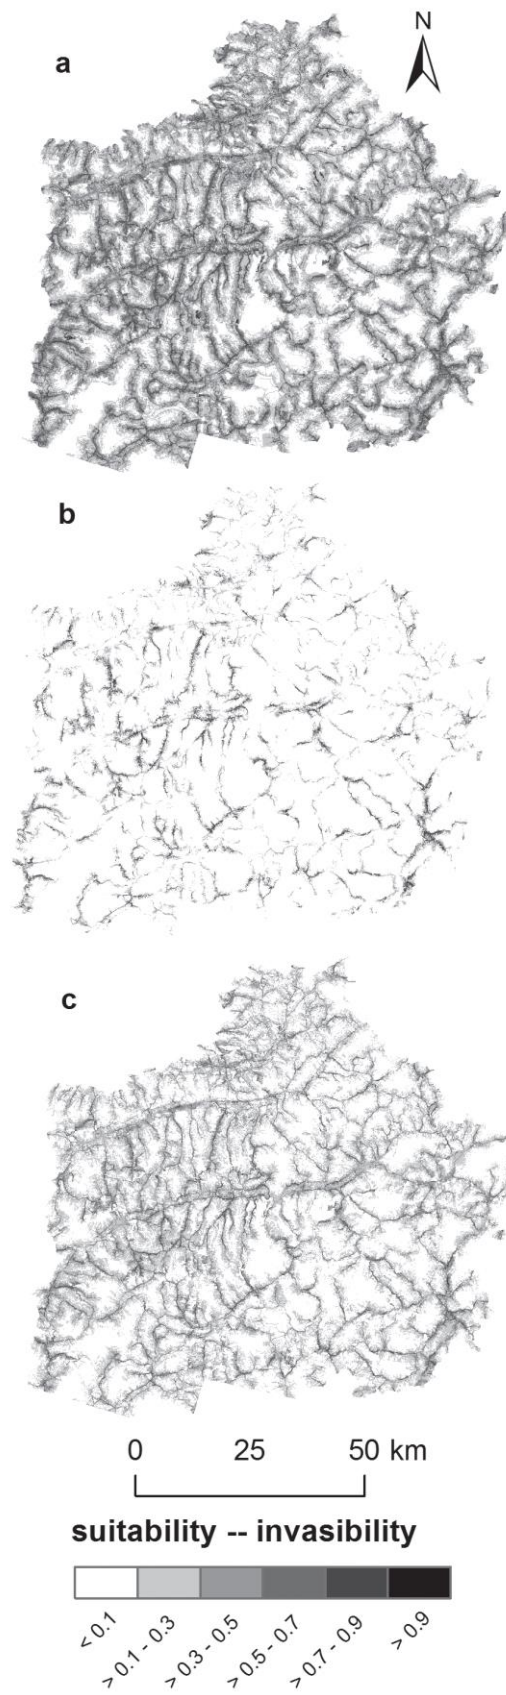 N
a
b
c
0 25 50 km
suitability -- invasibility
< 0.1
> 0.1 - 0.3
> 0.3 - 0.5
> 0.5 - 0.7
> 0.7 - 0.9
> 0.9